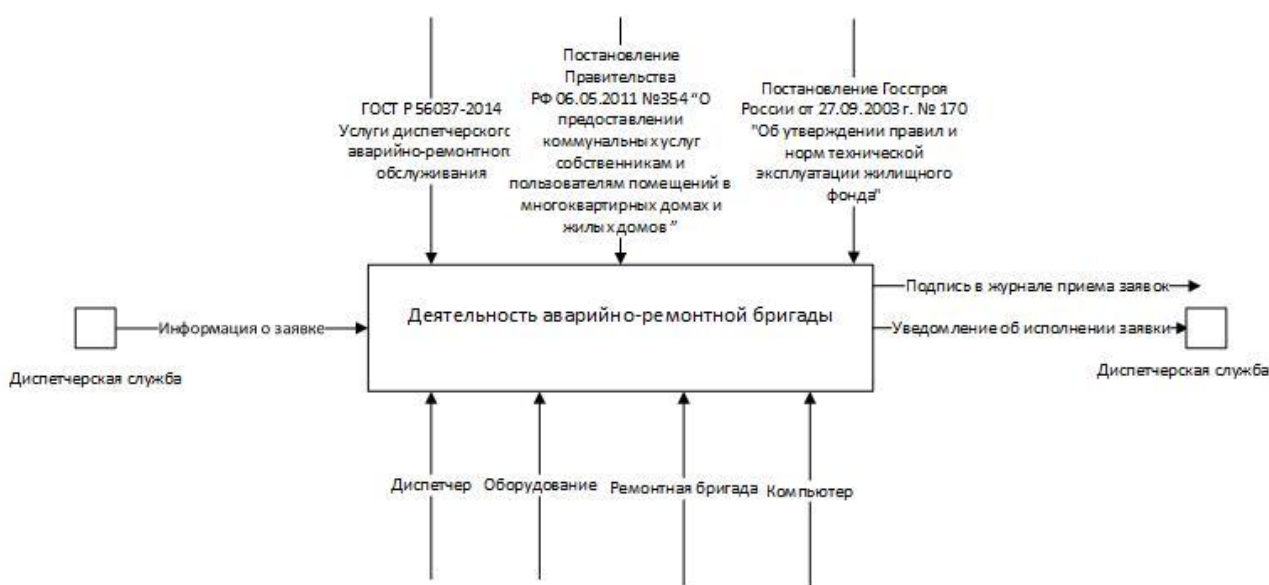 ГОСТ Р 56037-2014
Услуги диспетчерского
аварийно-ремонтного
обслуживания
Постановление
Правительства
РФ 06.05.2011 №354 “О
предоставлении
коммунальных услуг
собственникам и
пользователям помещений в
многоквартирных домах и
жилых домов ”
Постановление Госстроя
России от 27.09.2003 г. № 170
"Об утверждении правил и
норм технической
эксплуатации жилищного
фонда"
Информация о заявке
Диспетчерская служба
Деятельность аварийно-ремонтной бригады
Подпись в журнале приема заявок
Уведомление об исполнении заявки
Диспетчерская служба
Диспетчер
Оборудование
Ремонтная бригада
Компьютер